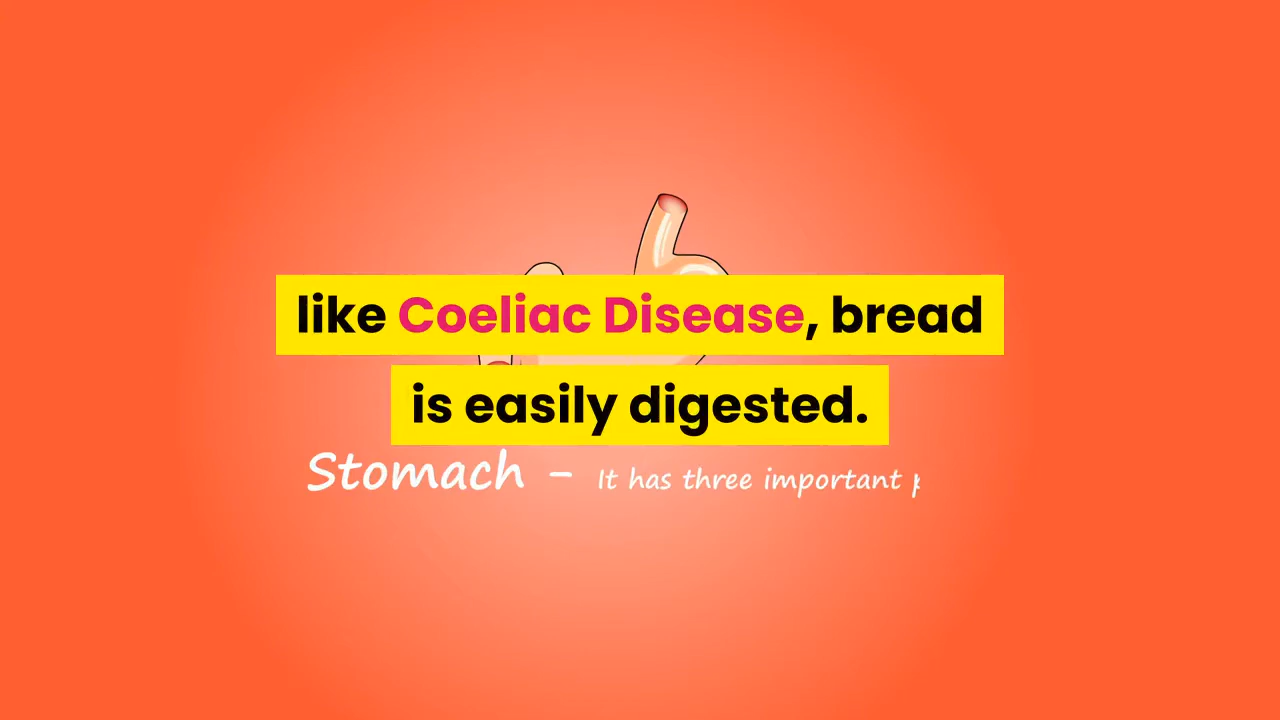 like Coeliac Disease, bread
is easily digested.
Stomach - It has three important